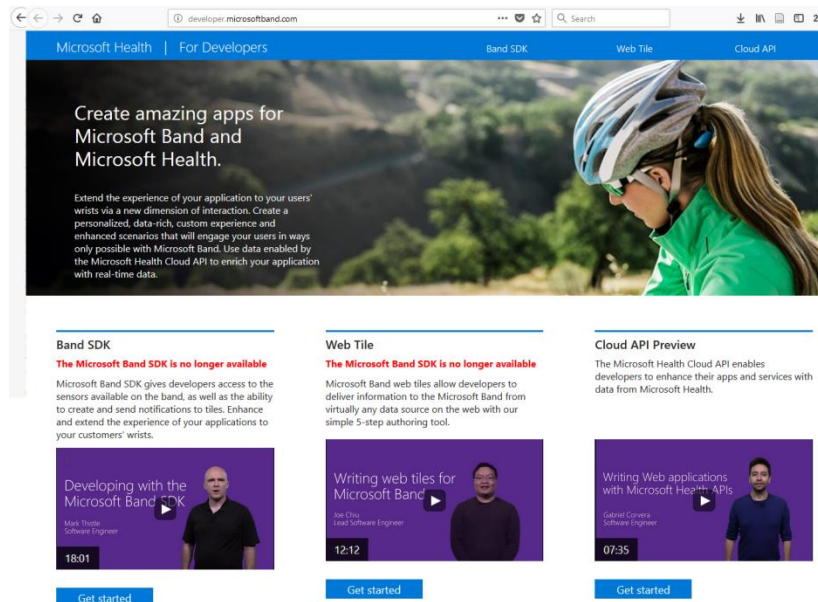 developer.microsoftband.com
Search
Microsoft Health | For Developers
Band SDK
Web Tile
Cloud API
Create amazing apps for
Microsoft Band and
Microsoft Health.
Extend the experience of your application to your users'
wrists via a new dimension of interaction. Create a
personalized, data-rich, custom experience and
enhanced scenarios that will engage your users in ways
only possible with Microsoft Band. Use data enabled by
the Microsoft Health Cloud API to enrich your application
with real-time data.
Band SDK
The Microsoft Band SDK is no longer available
Microsoft Band SDK gives developers access to the
sensors available on the band, as well as the ability
to create and send notifications to tiles. Enhance
and extend the experience of your applications to
your customers' wrists.
Developing with the
Microsoft Band SDK
Mark Thistle
Software Engineer
18:01
Get started
Web Tile
The Microsoft Band SDK is no longer available
Microsoft Band web tiles allow developers to
deliver information to the Microsoft Band from
virtually any data source on the web with our
simple 5-step authoring tool.
Writing web tiles for
Microsoft Band
Joe Chiu
Lead Software Engineer
12:12
Get started
Cloud API Preview
The Microsoft Health Cloud API enables
developers to enhance their apps and services with
data from Microsoft Health.
Writing Web applications
with Microsoft Health APIs
Gabriel Corvera
Software Engineer
07:35
Get started